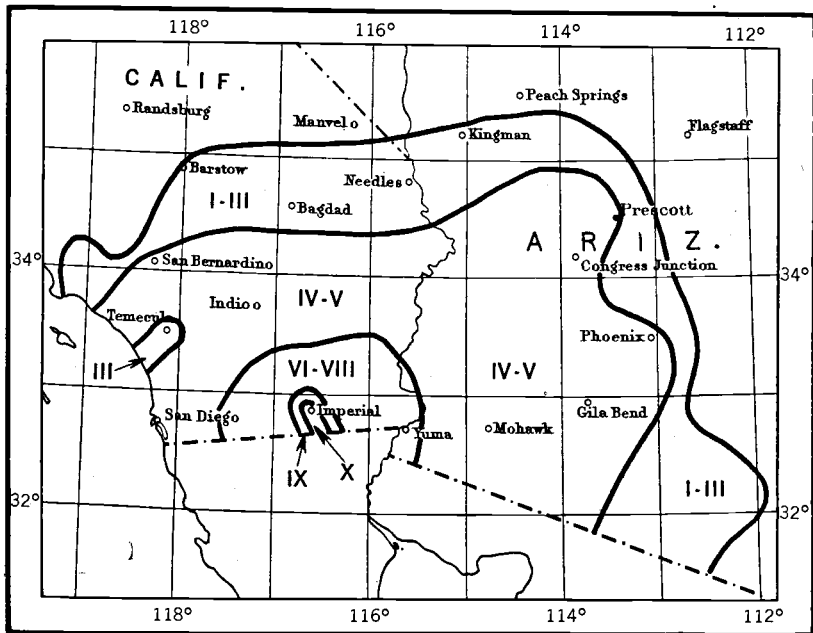 118° 116° 114° 112°
CALIF.
Randsburg
Peach Springs
Manvel
Kingman
Flagstaff
Barstow
Needles
I-III
Bagdad
Prescott
ARIZ.
34°
San Bernardino
Congress Junction
34°
Indio
IV-V
Temecul
Phoenix
III
VI-VIII
IV-V
San Diego
Imperial
Gila Bend
Yuma
Mohawk
IX
X
I-III
32°
32°
118° 116° 114° 112°